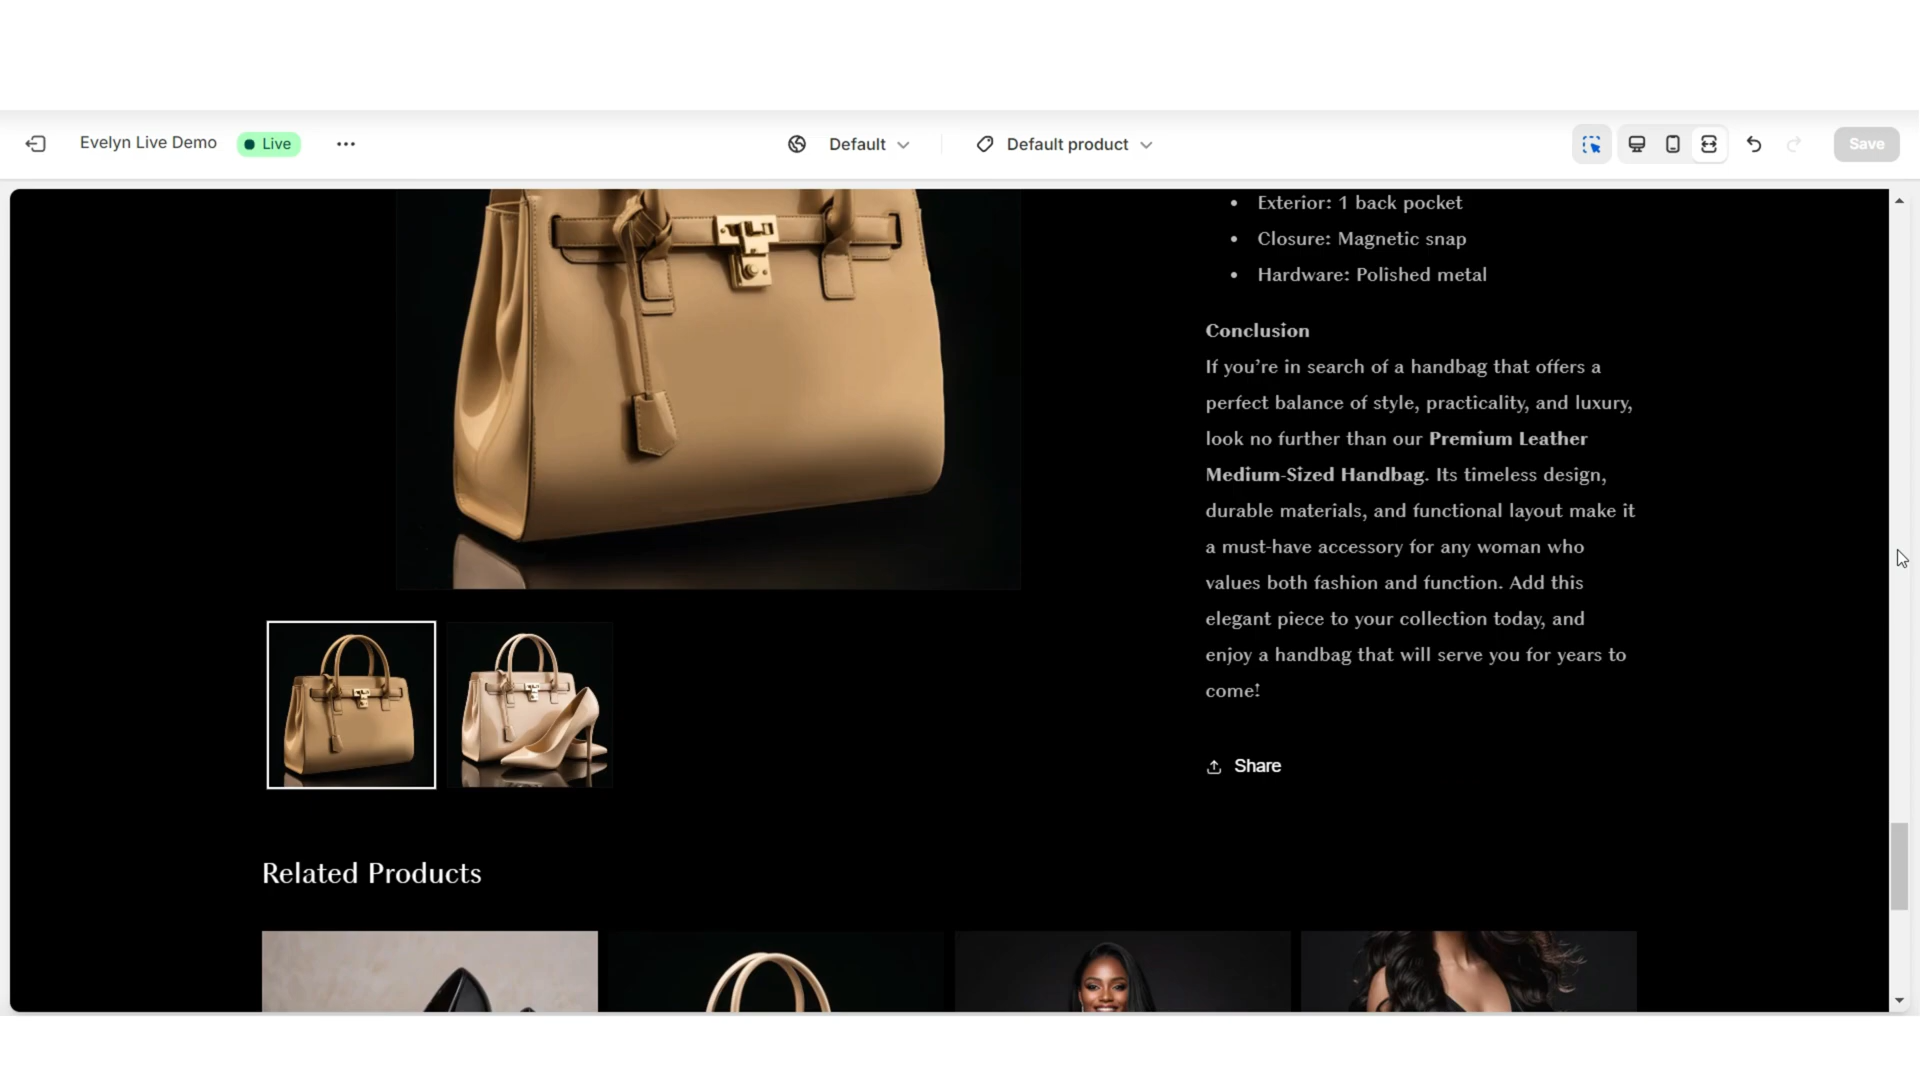 Evelyn Live Demo
Live
Default
Default product
Save
• Exterior: 1 back pocket
• Closure: Magnetic snap
• Hardware: Polished metal
Conclusion
If you’re in search of a handbag that offers a
perfect balance of style, practicality, and luxury,
look no further than our Premium Leather
Medium-Sized Handbag. Its timeless design,
durable materials, and functional layout make it
a must-have accessory for any woman who
values both fashion and function. Add this
elegant piece to your collection today, and
enjoy a handbag that will serve you for years to
come!
Share
Related Products